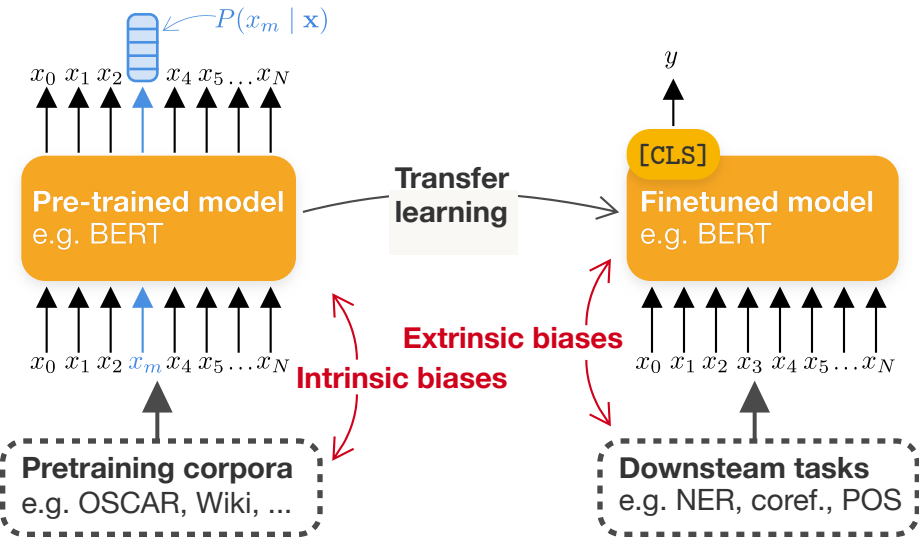 P(x_m | x)
x_0 x_1 x_2 x_4 x_5 ... x_N
y
[CLS]
Pre-trained model
e.g. BERT
Transfer
learning
Finetuned model
e.g. BERT
x_0 x_1 x_2 x_m x_4 x_5 ... x_N
Intrinsic biases
Extrinsic biases
x_0 x_1 x_2 x_3 x_4 x_5 ... x_N
Pretraining corpora
e.g. OSCAR, Wiki, ...
Downsteam tasks
e.g. NER, coref., POS